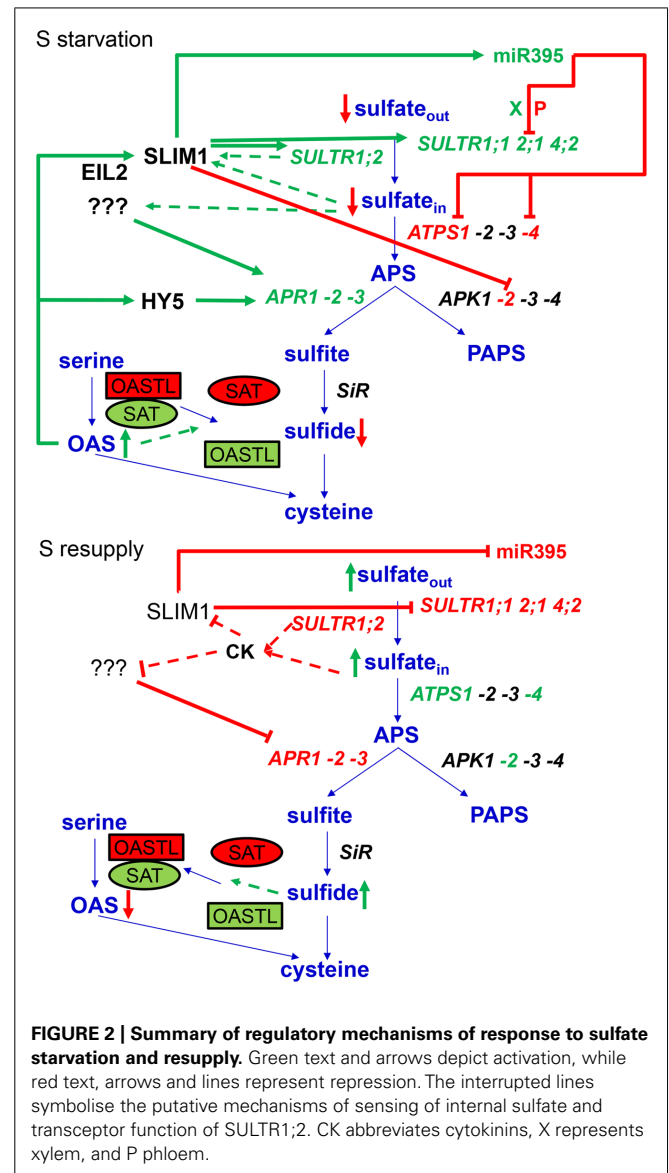 S starvation
miR395
X P
sulfate_out
SLIM1
SULTR1;2
SULTR1;1 2;1 4;2
EIL2
???
sulfate_in
ATPS1 -2 -3 -4
APS
HY5
APR1 -2 -3
APK1 -2 -3 -4
serine
sulfite
PAPS
OASTL
SAT
SAT
SiR
OAS
OASTL
sulfide
cysteine
S resupply
miR395
sulfate_out
SLIM1
SULTR1;1 2;1 4;2
SULTR1;2
CK
???
sulfate_in
ATPS1 -2 -3 -4
APS
APR1 -2 -3
APK1 -2 -3 -4
serine
sulfite
PAPS
OASTL
SAT
SAT
SiR
OAS
OASTL
sulfide
cysteine
FIGURE 2 | Summary of regulatory mechanisms of response to sulfate
starvation and resupply. Green text and arrows depict activation, while
red text, arrows and lines represent repression. The interrupted lines
symbolise the putative mechanisms of sensing of internal sulfate and
transceptor function of SULTR1;2. CK abbreviates cytokinins, X represents
xylem, and P phloem.